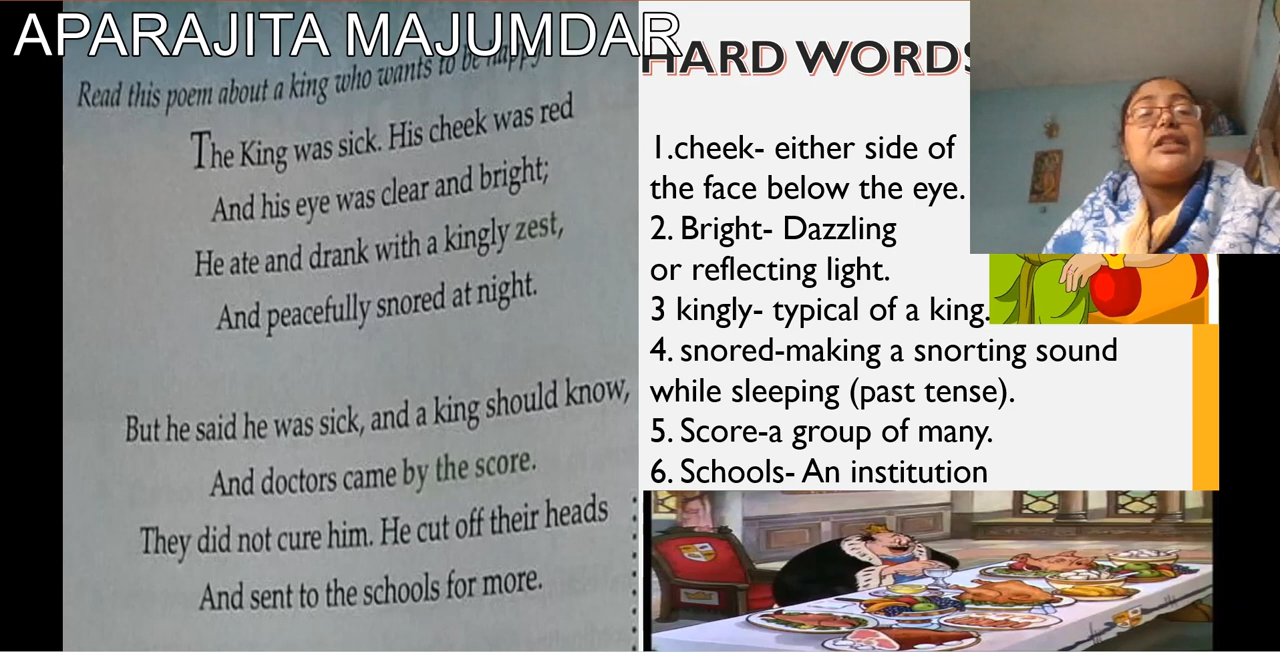 APARAJITA MAJUMDAR
Read this poem about a king who wants to be happy
The King was sick. His cheek was red
And his eye was clear and bright;
He ate and drank with a kingly zest,
And peacefully snored at night.
But he said he was sick, and a king should know,
And doctors came by the score.
They did not cure him. He cut off their heads
And sent to the schools for more.
HARD WORDS
1.cheek- either side of
the face below the eye.
2. Bright- Dazzling
or reflecting light.
3 kingly- typical of a king.
4. snored-making a snorting sound
while sleeping (past tense).
5. Score-a group of many.
6. Schools- An institution